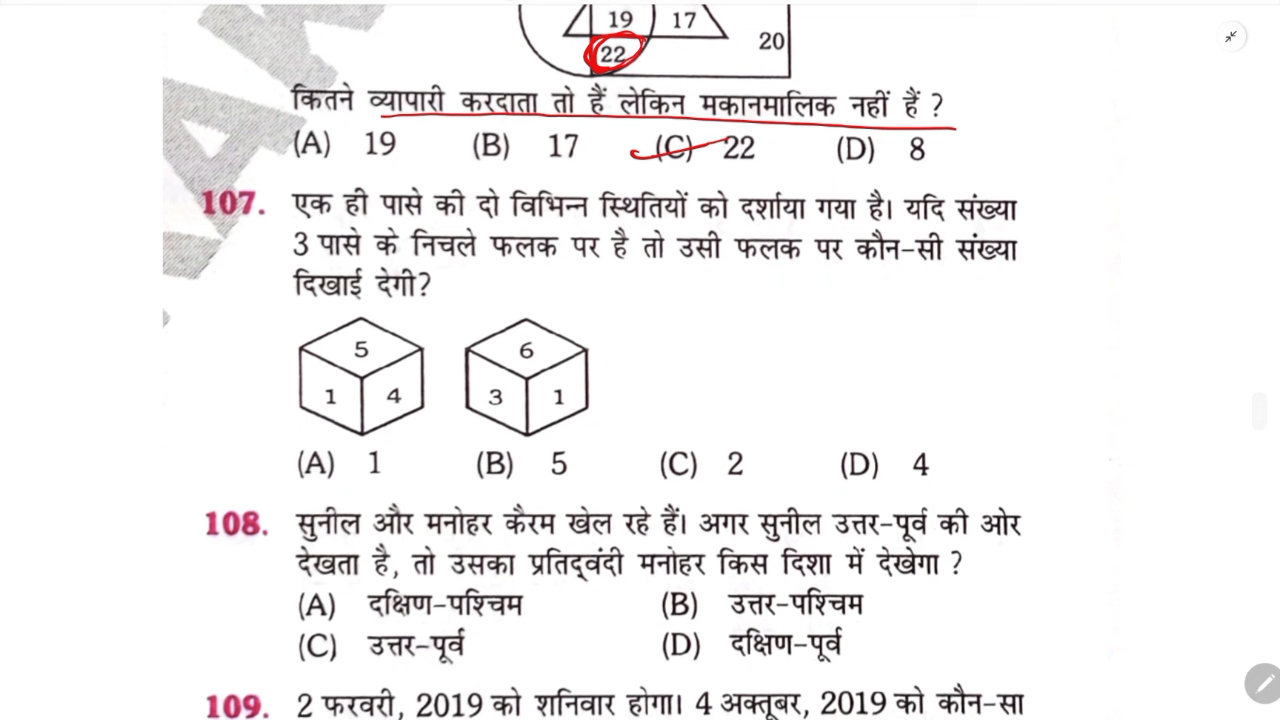 19 17
22 20
कितने व्यापारी करदाता तो हैं लेकिन मकानमालिक नहीं हैं ?
(A) 19 (B) 17 (C) 22 (D) 8
107. एक ही पासे की दो विभिन्न स्थितियों को दर्शाया गया है। यदि संख्या
3 पासे के निचले फलक पर है तो उसी फलक पर कौन-सी संख्या
दिखाई देगी?
5 6
1 4 3 1
(A) 1 (B) 5 (C) 2 (D) 4
108. सुनील और मनोहर कैरम खेल रहे हैं। अगर सुनील उत्तर-पूर्व की ओर
देखता है, तो उसका प्रतिद्वंदी मनोहर किस दिशा में देखेगा ?
(A) दक्षिण-पश्चिम (B) उत्तर-पश्चिम
(C) उत्तर-पूर्व (D) दक्षिण-पूर्व
109. 2 फरवरी, 2019 को शनिवार होगा। 4 अक्तूबर, 2019 को कौन-सा